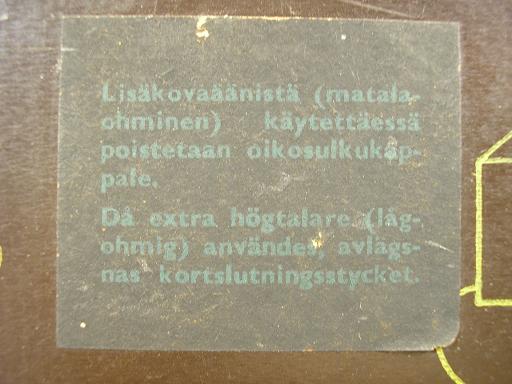 Lisäkovaäänistä (matala-
ohminen) käytettäessä
poistetaan oikosulkukap-
pale.
Då extra högtalare (låg-
ohmig) användes, avlägs-
nas kortslutningsstycket.